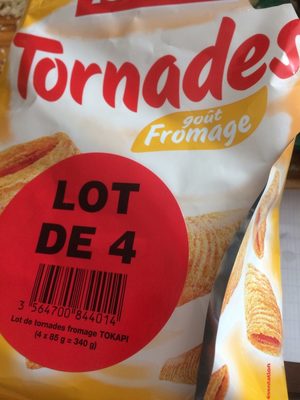 Tornades
goût
Fromage
LOT
DE 4
3 564700 844014
Lot de tornades fromage TOKAPI
(4 x 85 g = 340 g)